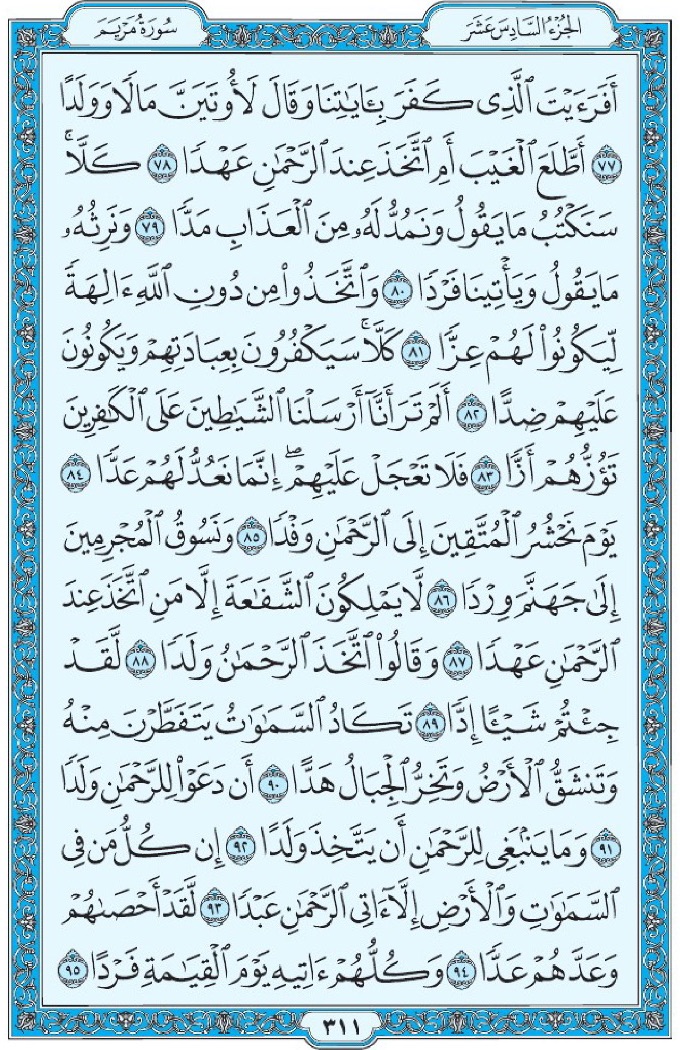 الجُزْءُ السَّادِسَ عَشَرَ
سُورَةُ مَرْيَمَ
أَفَرَءَيْتَ ٱلَّذِى كَفَرَ بِـَٔايَٰتِنَا وَقَالَ لَأُوتَيَنَّ مَالًا وَوَلَدًا
٧٧ أَطَّلَعَ ٱلْغَيْبَ أَمِ ٱتَّخَذَ عِندَ ٱلرَّحْمَٰنِ عَهْدًا ٧٨ كَلَّاۚ
سَنَكْتُبُ مَا يَقُولُ وَنَمُدُّ لَهُۥ مِنَ ٱلْعَذَابِ مَدًّا ٧٩ وَنَرِثُهُۥ
مَا يَقُولُ وَيَأْتِينَا فَرْدًا ٨٠ وَٱتَّخَذُوا۟ مِن دُونِ ٱللَّهِ ءَالِهَةً
لِّيَكُونُوا۟ لَهُمْ عِزًّا ٨١ كَلَّاۚ سَيَكْفُرُونَ بِعِبَادَتِهِمْ وَيَكُونُونَ
عَلَيْهِمْ ضِدًّا ٨٢ أَلَمْ تَرَ أَنَّآ أَرْسَلْنَا ٱلشَّيَٰطِينَ عَلَى ٱلْكَٰفِرِينَ
تَؤُزُّهُمْ أَزًّا ٨٣ فَلَا تَعْجَلْ عَلَيْهِمْۖ إِنَّمَا نَعُدُّ لَهُمْ عَدًّا ٨٤
يَوْمَ نَحْشُرُ ٱلْمُتَّقِينَ إِلَى ٱلرَّحْمَٰنِ وَفْدًا ٨٥ وَنَسُوقُ ٱلْمُجْرِمِينَ
إِلَىٰ جَهَنَّمَ وِرْدًا ٨٦ لَّا يَمْلِكُونَ ٱلشَّفَٰعَةَ إِلَّا مَنِ ٱتَّخَذَ عِندَ
ٱلرَّحْمَٰنِ عَهْدًا ٨٧ وَقَالُوا۟ ٱتَّخَذَ ٱلرَّحْمَٰنُ وَلَدًا ٨٨ لَّقَدْ
جِئْتُمْ شَيْـًٔا إِدًّا ٨٩ تَكَادُ ٱلسَّمَٰوَٰتُ يَتَفَطَّرْنَ مِنْهُ
وَتَنشَقُّ ٱلْأَرْضُ وَتَخِرُّ ٱلْجِبَالُ هَدًّا ٩٠ أَن دَعَوْا۟ لِلرَّحْمَٰنِ وَلَدًا
٩١ وَمَا يَنۢبَغِى لِلرَّحْمَٰنِ أَن يَتَّخِذَ وَلَدًا ٩٢ إِن كُلُّ مَن فِى
ٱلسَّمَٰوَٰتِ وَٱلْأَرْضِ إِلَّآ ءَاتِى ٱلرَّحْمَٰنِ عَبْدًا ٩٣ لَّقَدْ أَحْصَىٰهُمْ
وَعَدَّهُمْ عَدًّا ٩٤ وَكُلُّهُمْ ءَاتِيهِ يَوْمَ ٱلْقِيَٰمَةِ فَرْدًا ٩٥
٣١١